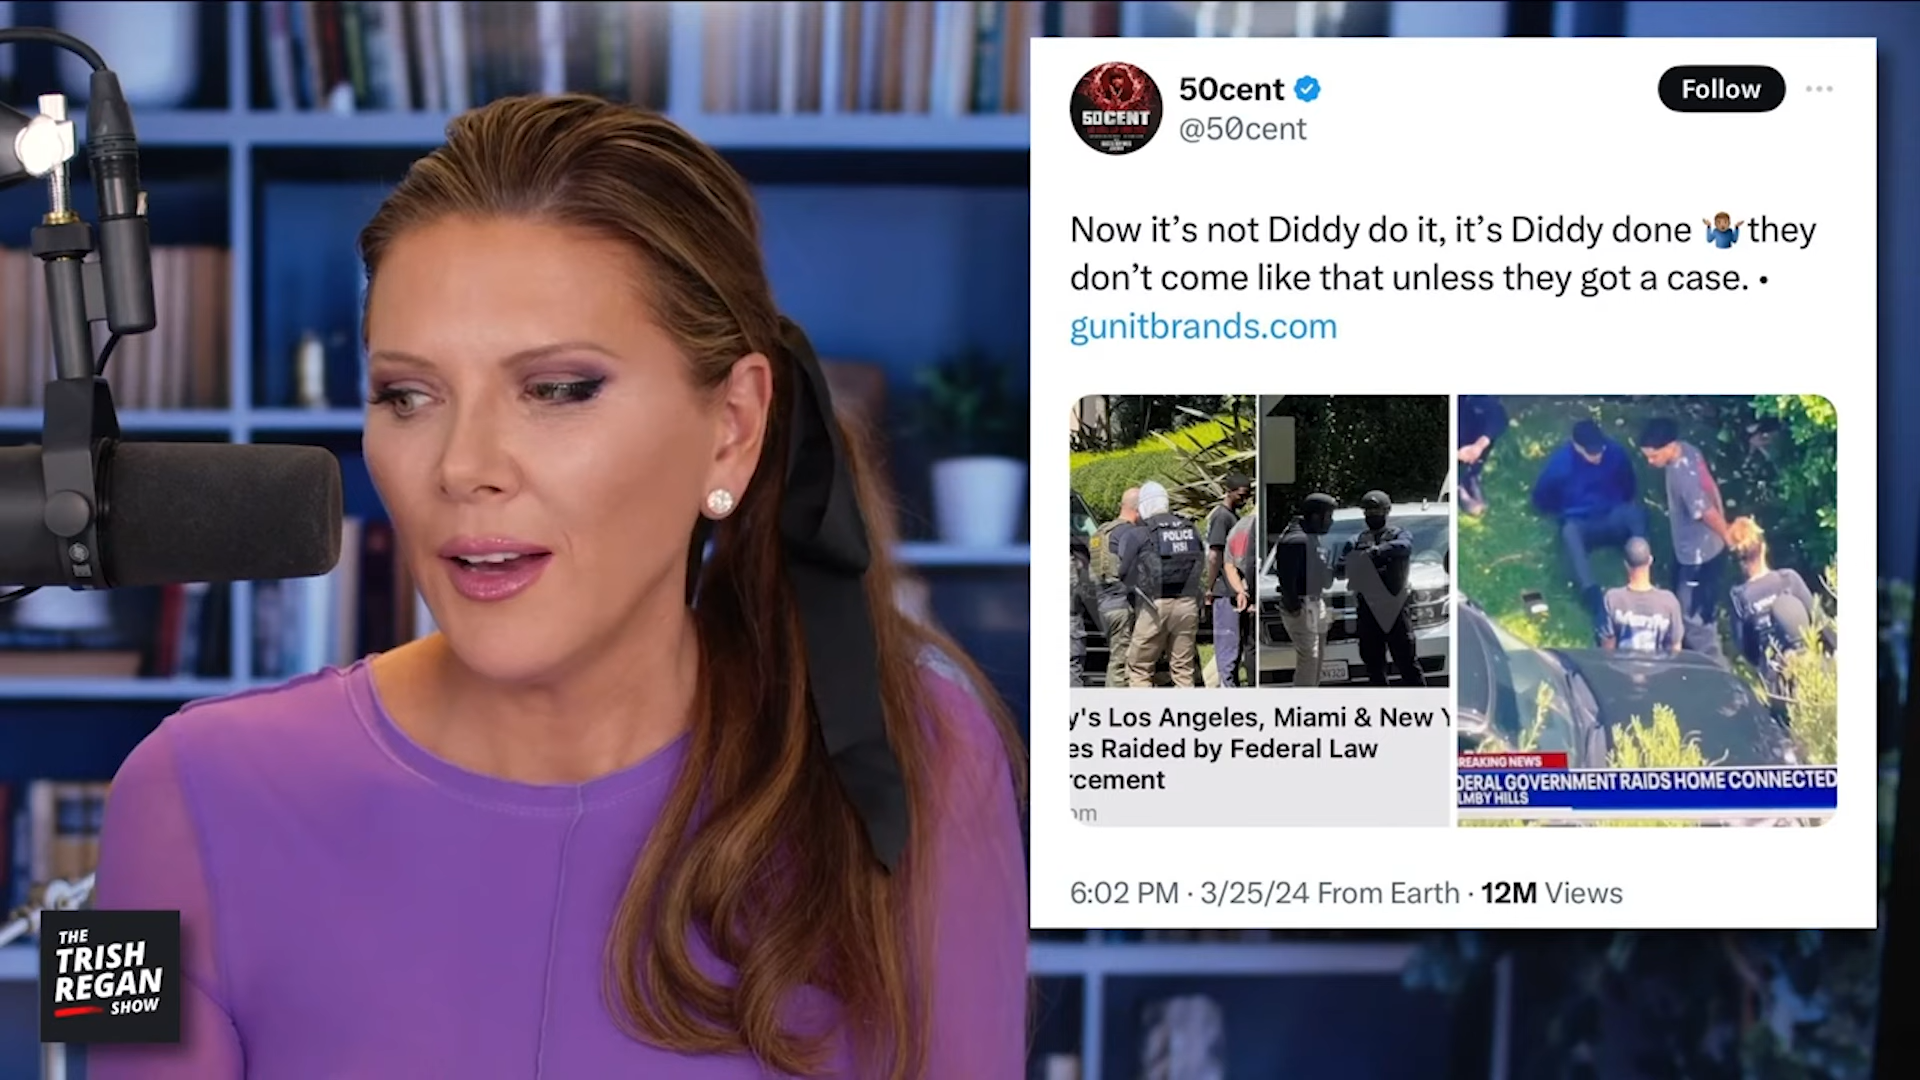 50cent
@50cent
Follow
Now it's not Diddy do it, it's Diddy done 🤷🏽‍♂️ they
don't come like that unless they got a case. •
gunitbrands.com
50CENT
POLICE
HSI
y's Los Angeles, Miami & New Y
es Raided by Federal Law
rcement
om
REAKING NEWS
DERAL GOVERNMENT RAIDS HOME CONNECTED
LMBY HILLS
6:02 PM · 3/25/24 From Earth · 12M Views
THE
TRISH
REGAN
SHOW